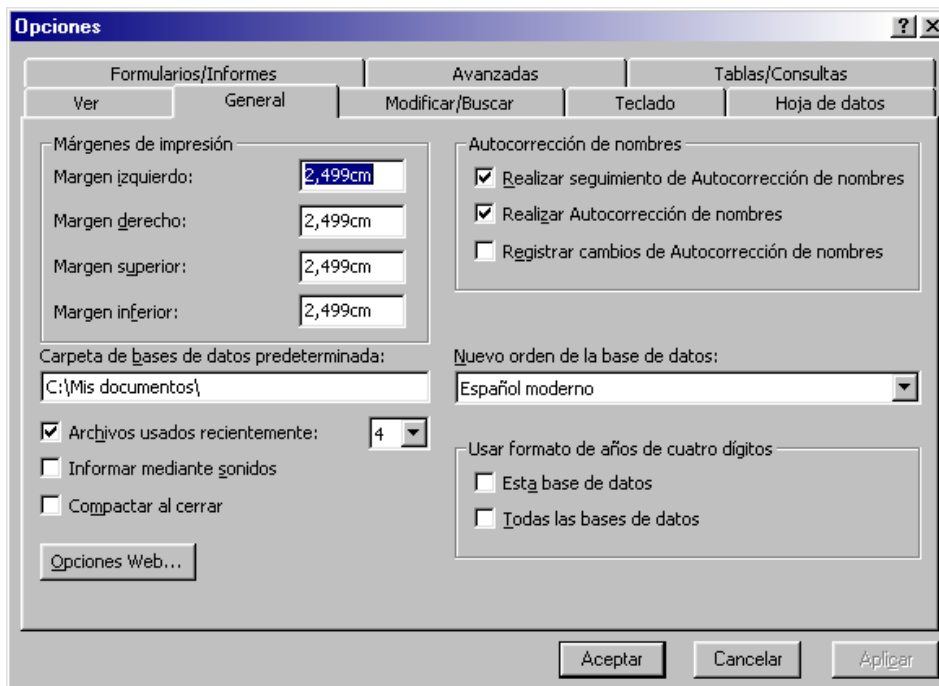 Opciones
Formularios/Informes Avanzadas Tablas/Consultas
Ver General Modificar/Buscar Teclado Hoja de datos
Márgenes de impresión
Margen izquierdo: 2,499cm
Margen derecho: 2,499cm
Margen superior: 2,499cm
Margen inferior: 2,499cm
Carpeta de bases de datos predeterminada:
C:\Mis documentos\
Archivos usados recientemente: 4
Informar mediante sonidos
Compactar al cerrar
Opciones Web...
Autocorrección de nombres
Realizar seguimiento de Autocorrección de nombres
Realizar Autocorrección de nombres
Registrar cambios de Autocorrección de nombres
Nuevo orden de la base de datos:
Español moderno
Usar formato de años de cuatro dígitos
Esta base de datos
Todas las bases de datos
Aceptar Cancelar Aplicar